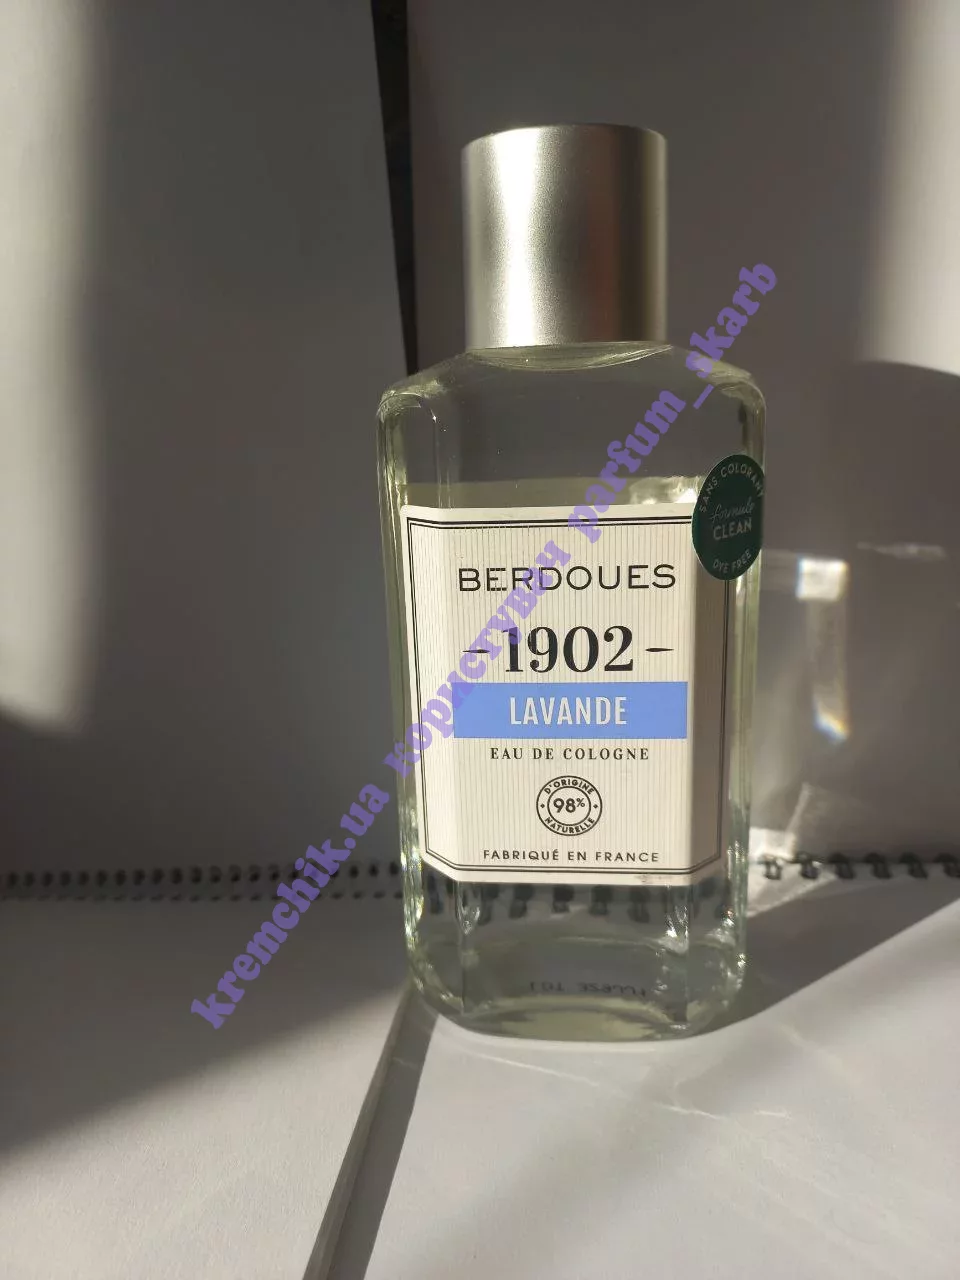 SANS COLORANT
formule
CLEAN
DYE FREE
BERDOUES
-1902-
LAVANDE
EAU DE COLOGNE
D'ORIGINE
98%
NATURELLE
FABRIQUÉ EN FRANCE
kremchik.ua користувач parfum_skarb